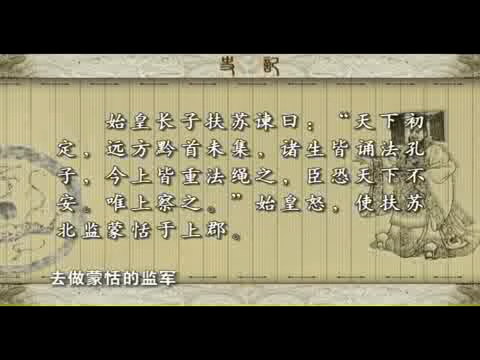 史记
始皇长子扶苏谏曰：“天下初
定，远方黔首未集，诸生皆诵法孔
子，今上皆重法绳之，臣恐天下不
安。唯上察之。”始皇怒，使扶苏
北监蒙恬于上郡。
去做蒙恬的监军